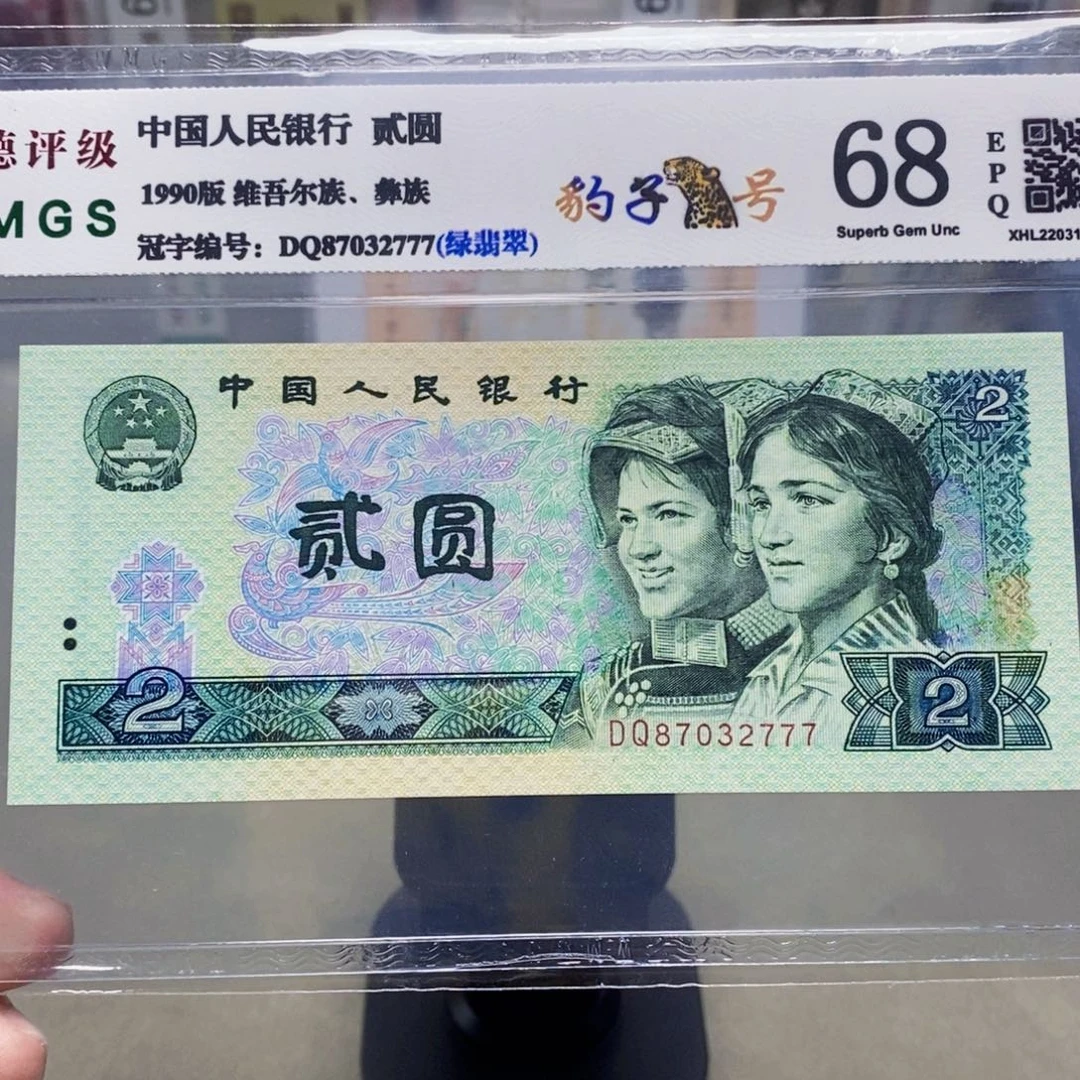 德评级
MGS
中国人民银行 贰圆
1990版 维吾尔族、彝族
冠字编号：DQ87032777(绿翡翠)
豹子号
68
Superb Gem Unc
EPQ
XHL22031
中国人民银行
贰圆
2
2
2
DQ87032777